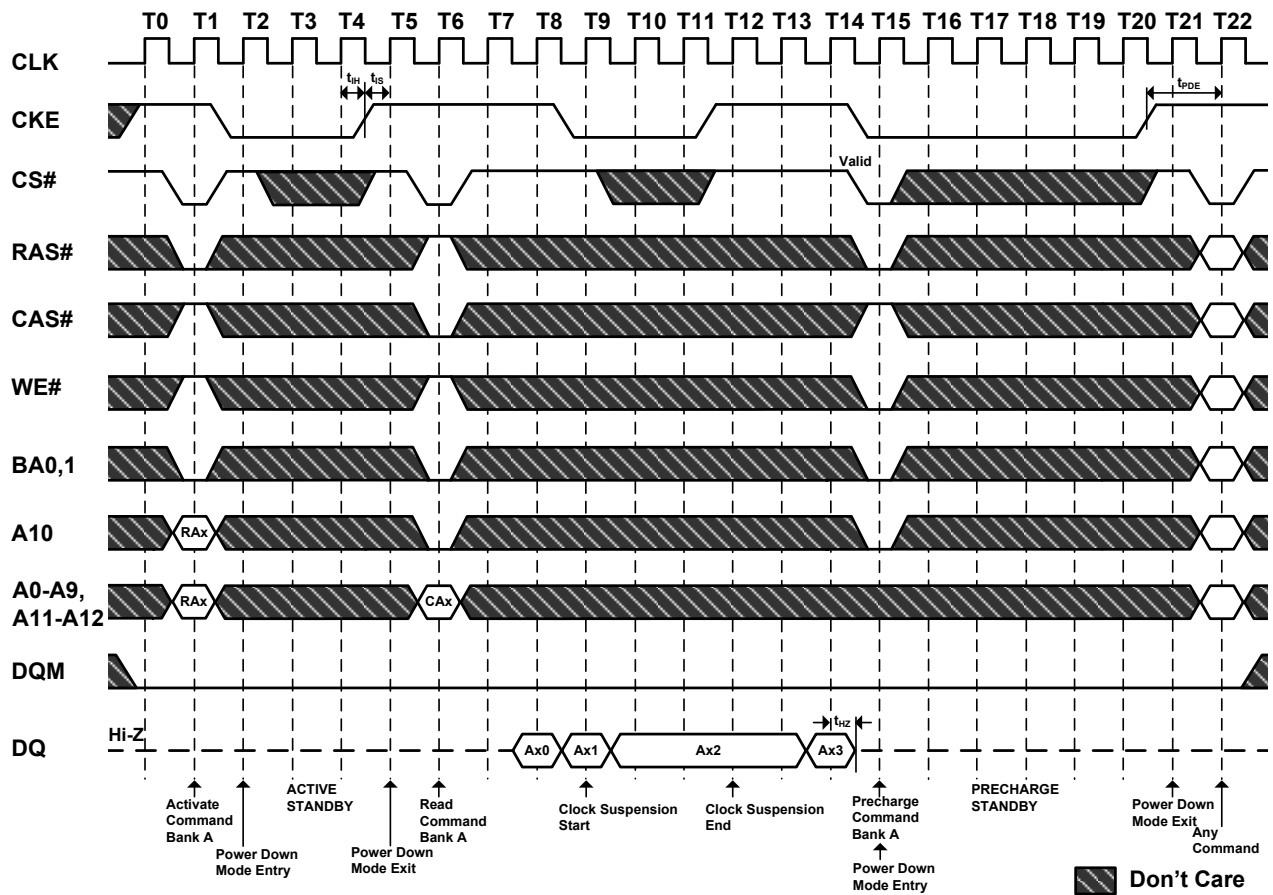 T0 T1 T2 T3 T4 T5 T6 T7 T8 T9 T10 T11 T12 T13 T14 T15 T16 T17 T18 T19 T20 T21 T22
CLK
tIH tIS
tPDE
CKE
Valid
CS#
RAS#
CAS#
WE#
BA0,1
A10
RAx
A0-A9,
A11-A12
RAx
CAx
DQM
tHZ
Hi-Z
DQ
Ax0 Ax1 Ax2 Ax3
Activate
Command
Bank A
Power Down
Mode Entry
ACTIVE
STANDBY
Power Down
Mode Exit
Read
Command
Bank A
Clock Suspension
Start
Clock Suspension
End
Precharge
Command
Bank A
Power Down
Mode Entry
PRECHARGE
STANDBY
Power Down
Mode Exit
Any
Command
Don't Care